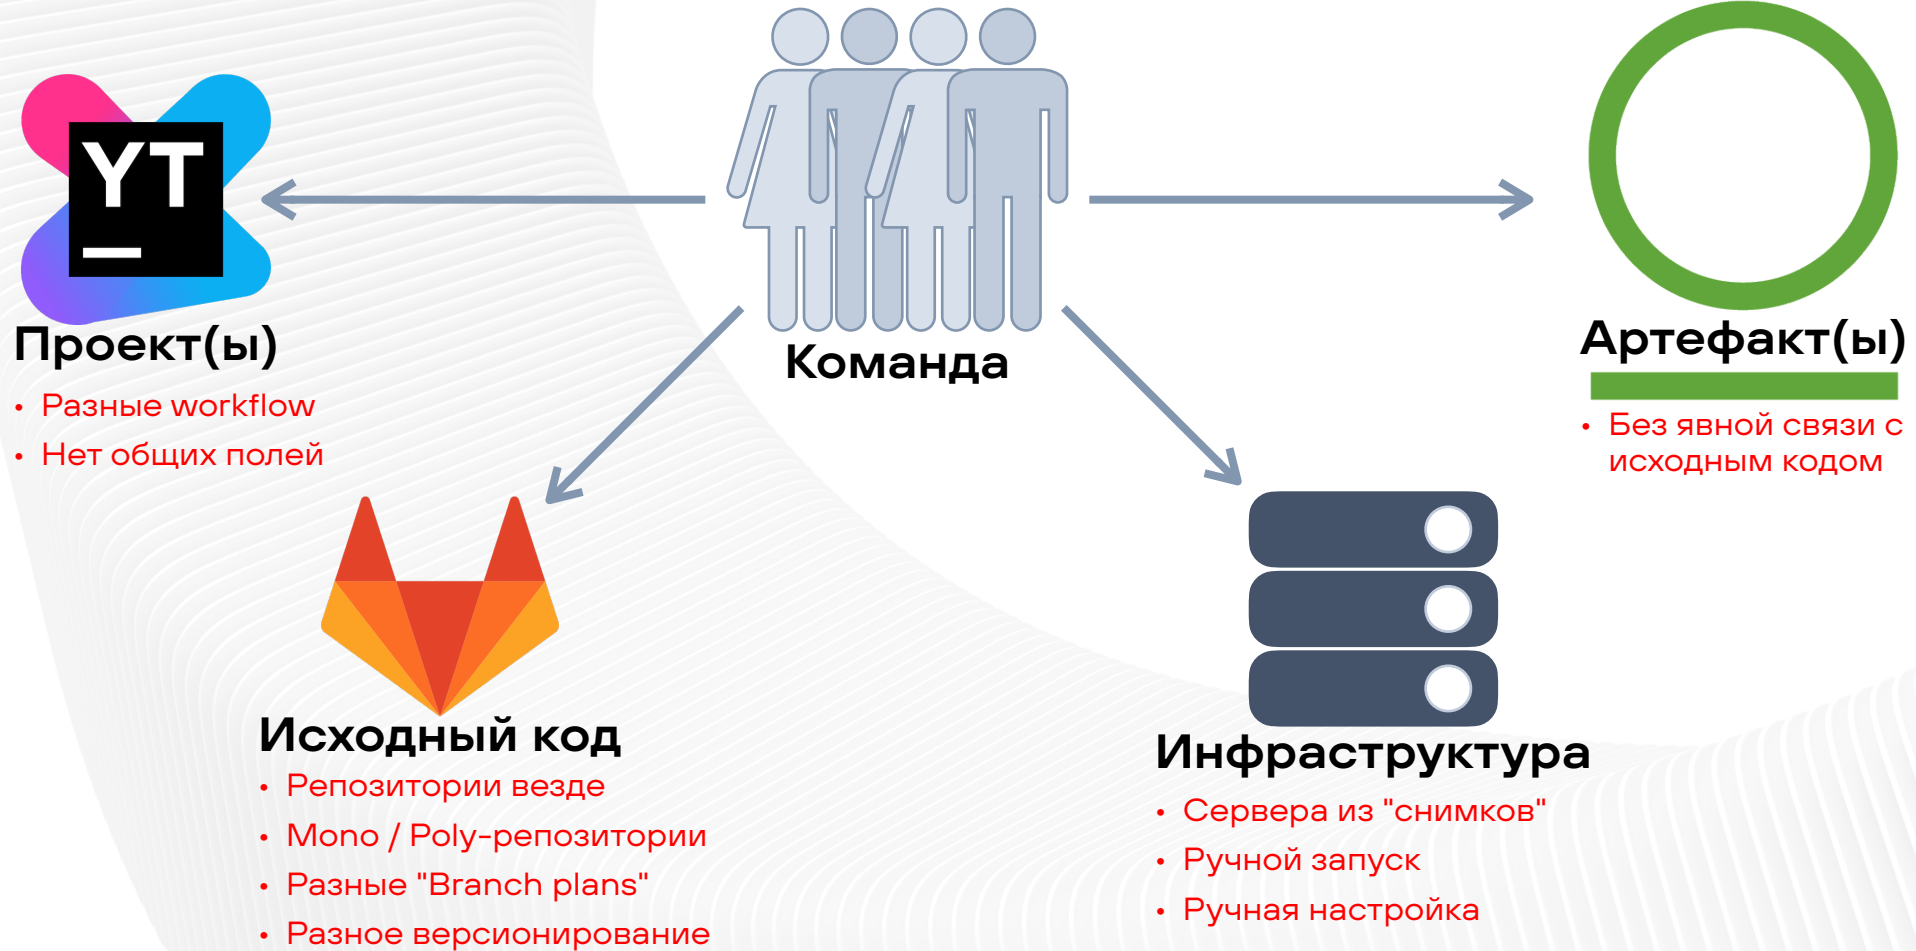 YT
Проект(ы)
• Разные workflow
• Нет общих полей
Команда
Артефакт(ы)
• Без явной связи с
исходным кодом
Исходный код
• Репозитории везде
• Mono / Poly-репозитории
• Разные "Branch plans"
• Разное версионирование
Инфраструктура
• Сервера из "снимков"
• Ручной запуск
• Ручная настройка